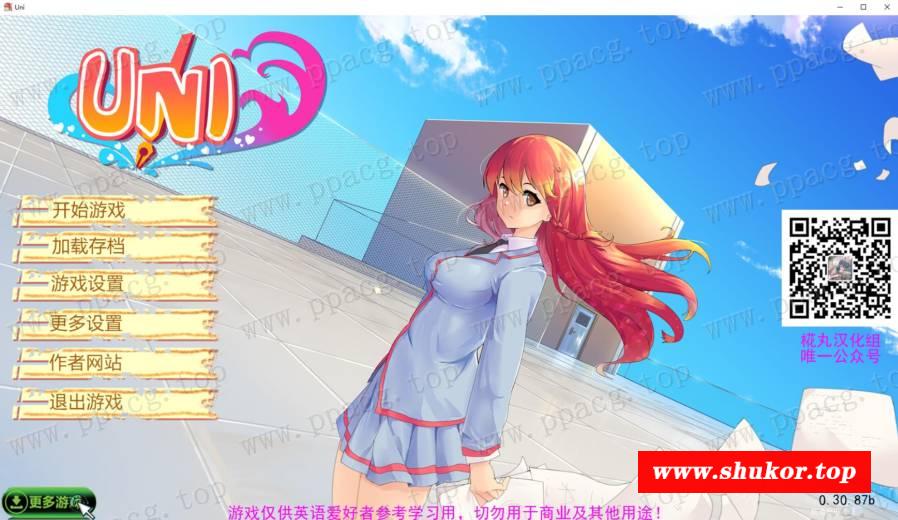 Uni
UNI
开始游戏
加载存档
游戏设置
更多设置
作者网站
退出游戏
更多游戏
椛丸汉化组
唯一公众号
www.shukor.top
0.30.87b
游戏仅供英语爱好者参考学习用，切勿用于商业及其他用途！
www.ppacg.top